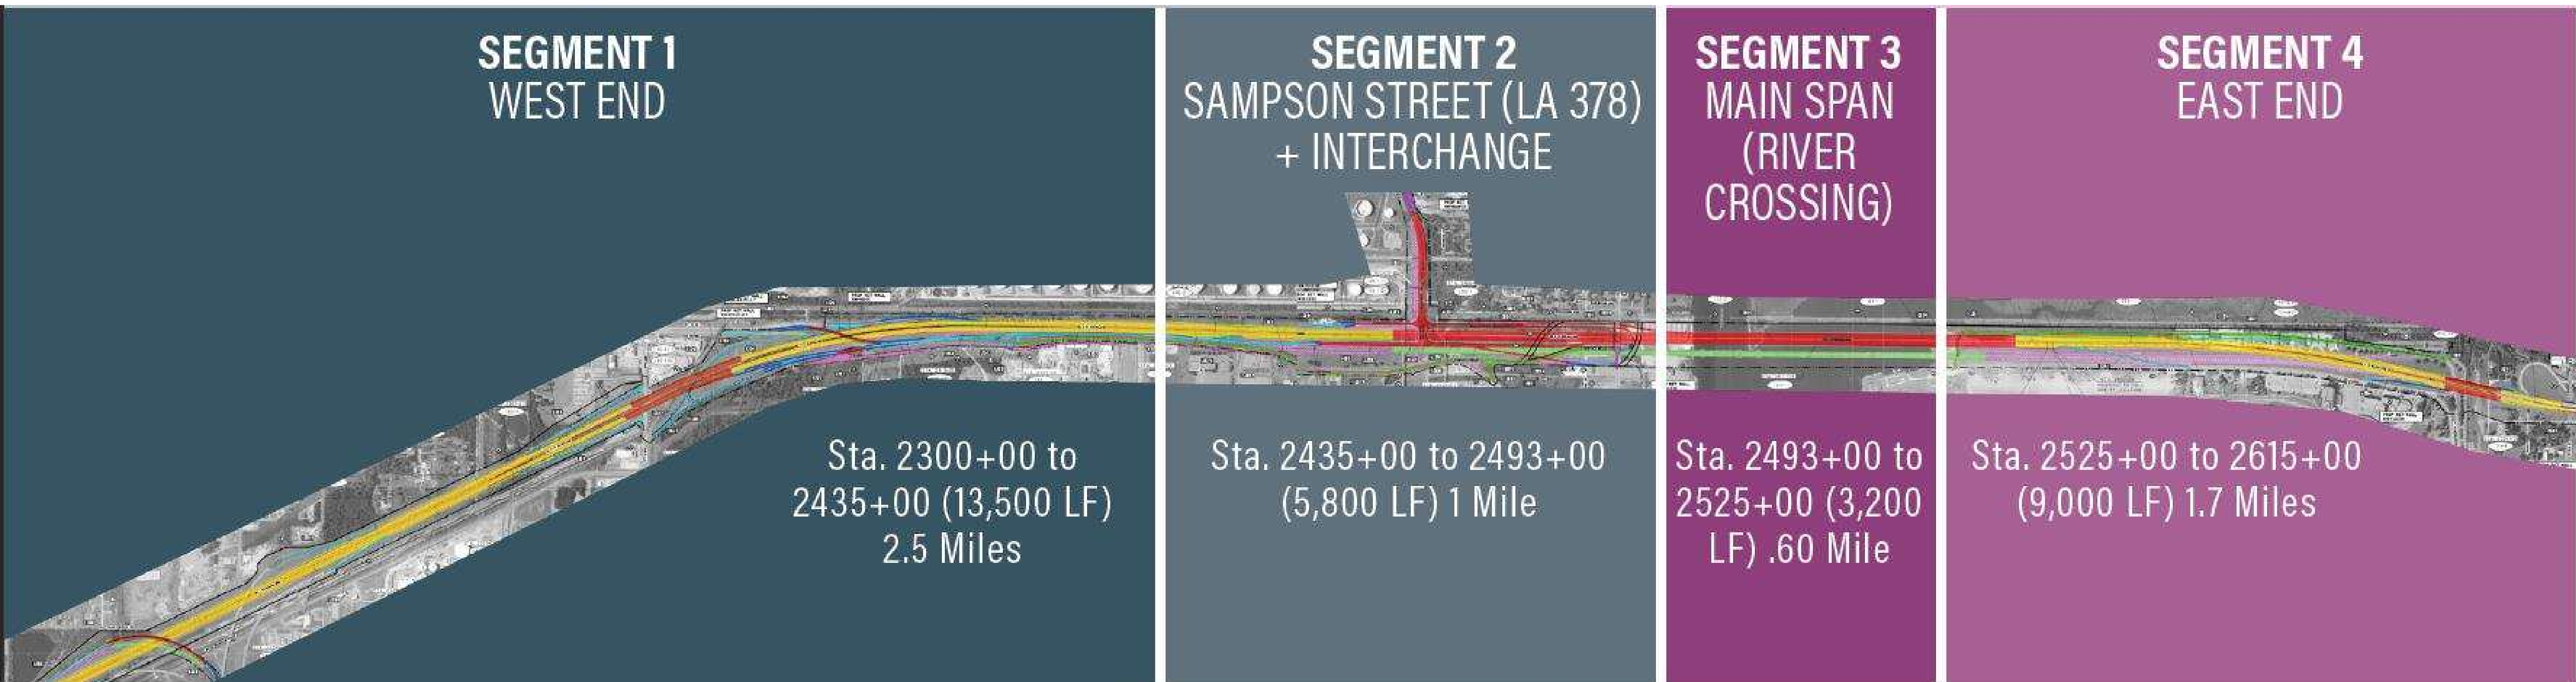 SEGMENT 1
WEST END
Sta. 2300+00 to
2435+00 (13,500 LF)
2.5 Miles
SEGMENT 2
SAMPSON STREET (LA 378)
+ INTERCHANGE
Sta. 2435+00 to 2493+00
(5,800 LF) 1 Mile
SEGMENT 3
MAIN SPAN
(RIVER
CROSSING)
Sta. 2493+00 to
2525+00 (3,200
LF) .60 Mile
SEGMENT 4
EAST END
Sta. 2525+00 to 2615+00
(9,000 LF) 1.7 Miles